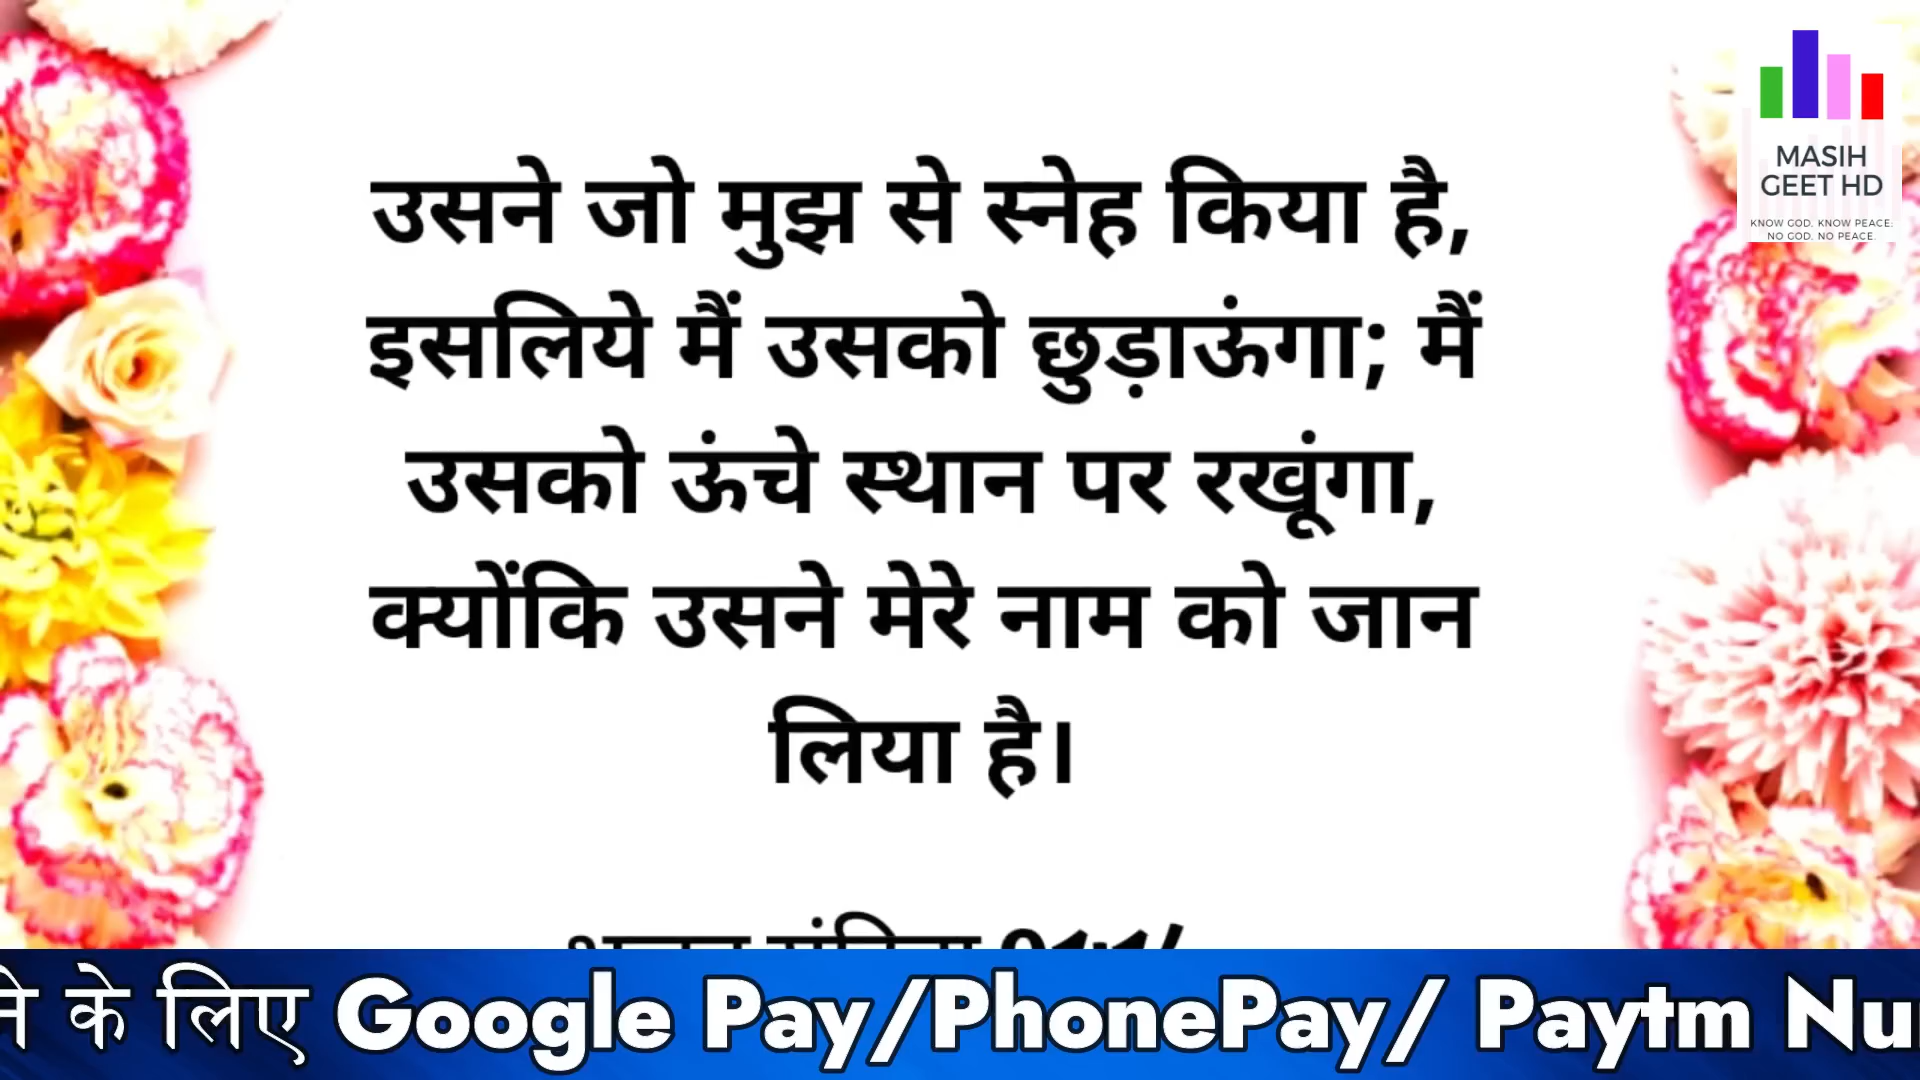 MASIH
GEET HD
KNOW GOD. KNOW PEACE:
NO GOD. NO PEACE.
उसने जो मुझ से स्नेह किया है,
इसलिये मैं उसको छुड़ाऊंगा; मैं
उसको ऊंचे स्थान पर रखूंगा,
क्योंकि उसने मेरे नाम को जान
लिया है।
के लिए Google Pay/PhonePay/ Paytm